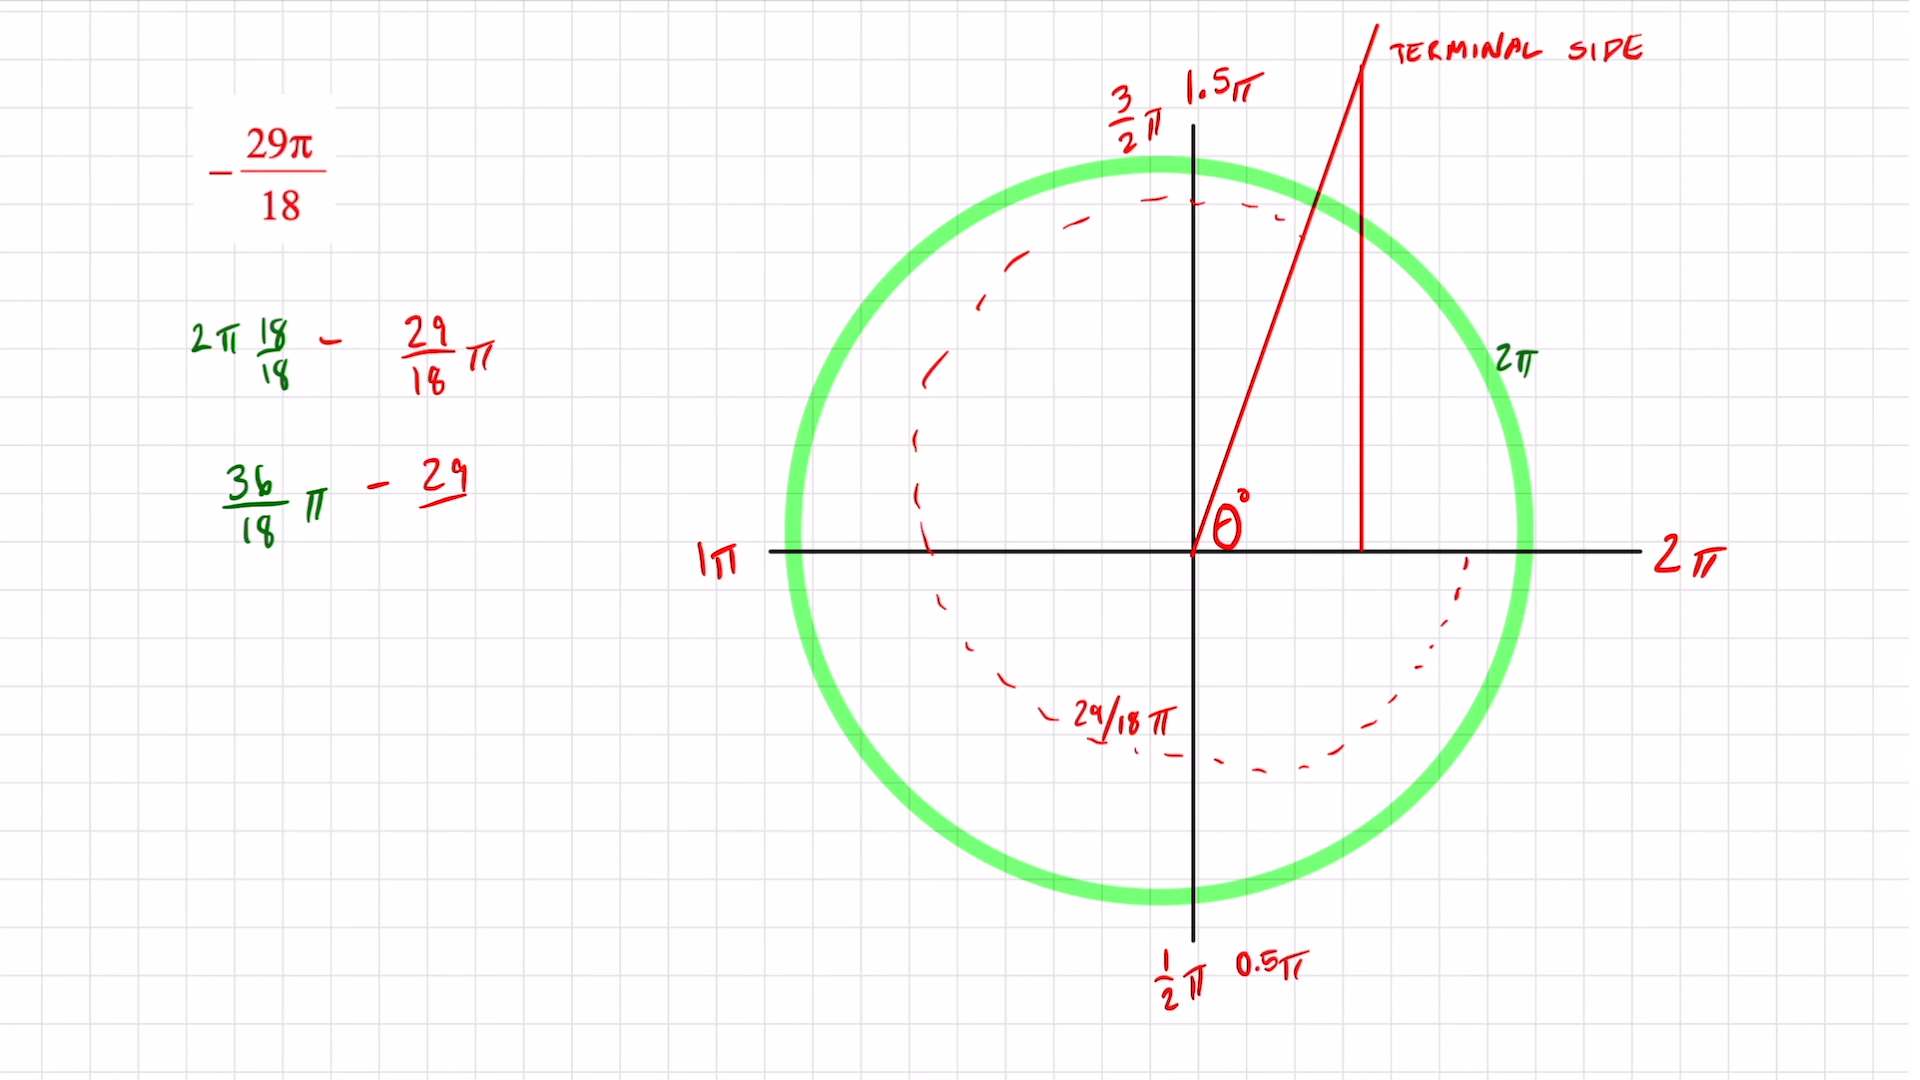 TERMINAL SIDE
3/2 π 1.5π
- 29π/18
2π 18/18 - 29/18 π
2π
36/18 π - 29
θ°
1π
2π
29/18 π
1/2 π 0.5π